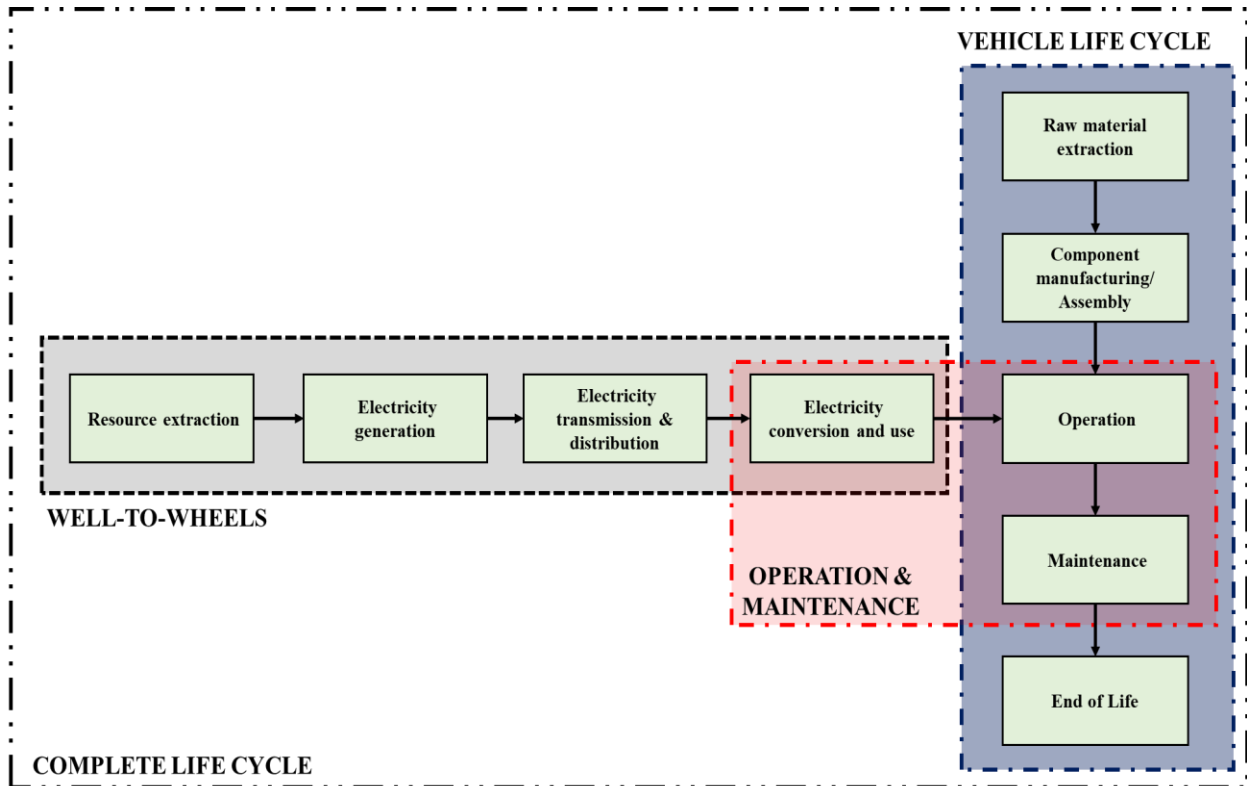 VEHICLE LIFE CYCLE
Raw material
extraction
Component
manufacturing/
Assembly
Resource extraction
Electricity
generation
Electricity
transmission &
distribution
Electricity
conversion and use
Operation
WELL-TO-WHEELS
OPERATION &
MAINTENANCE
Maintenance
End of Life
COMPLETE LIFE CYCLE